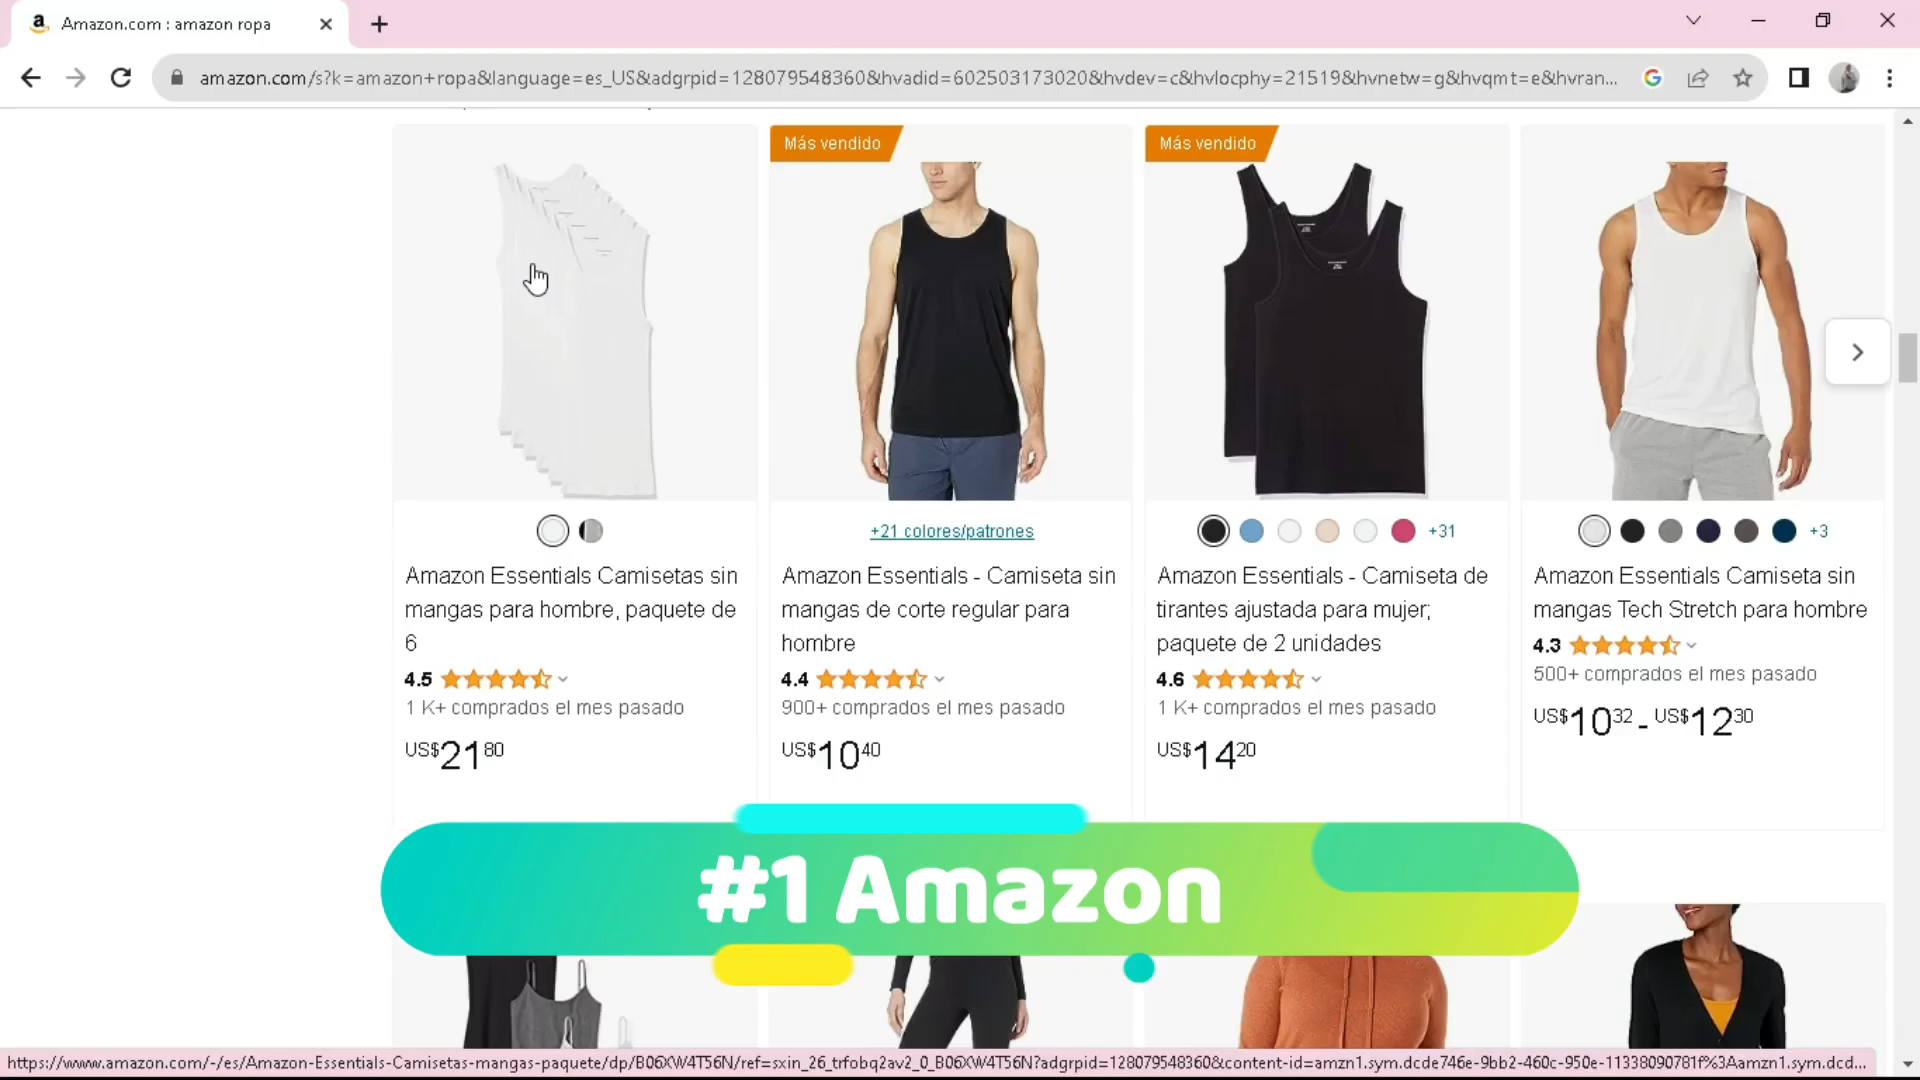 Amazon.com : amazon ropa
amazon.com/s?k=amazon+ropa&language=es_US&adgrpid=128079548360&hvadid=602503173020&hvdev=c&hvlocphy=21519&hvnetw=g&hvqmt=e&hvran...
Más vendido
Más vendido
+21 colores/patrones
+31
+3
Amazon Essentials Camisetas sin
mangas para hombre, paquete de
6
4.5
1 K+ comprados el mes pasado
US$21 80
Amazon Essentials - Camiseta sin
mangas de corte regular para
hombre
4.4
900+ comprados el mes pasado
US$10 40
Amazon Essentials - Camiseta de
tirantes ajustada para mujer;
paquete de 2 unidades
4.6
1 K+ comprados el mes pasado
US$14 20
Amazon Essentials Camiseta sin
mangas Tech Stretch para hombre
4.3
500+ comprados el mes pasado
US$10 32 - US$12 30
#1 Amazon
https://www.amazon.com/-/es/Amazon-Essentials-Camisetas-mangas-paquete/dp/B06XW4T56N/ref=sxin_26_trfobq2av2_0_B06XW4T56N?adgrpid=128079548360&content-id=amzn1.sym.dcde746e-9bb2-460c-950e-11338090781f%3Aamzn1.sym.dcd...